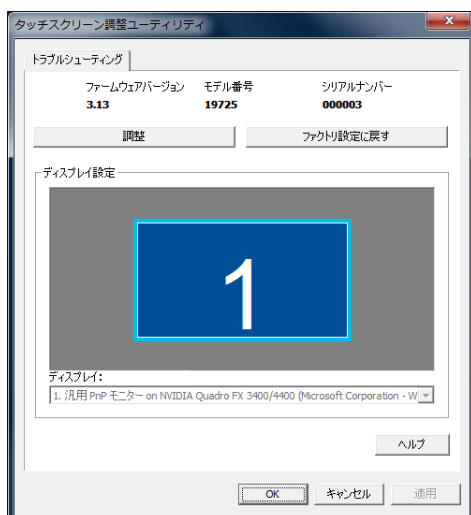 タッチスクリーン調整ユーティリティ
トラブルシューティング
ファームウェアバージョン モデル番号 シリアルナンバー
3.13 19725 000003
調整 ファクトリ設定に戻す
ディスプレイ設定
1
ディスプレイ:
1. 汎用 PnP モニター on NVIDIA Quadro FX 3400/4400 (Microsoft Corporation - W
ヘルプ
OK キャンセル 適用